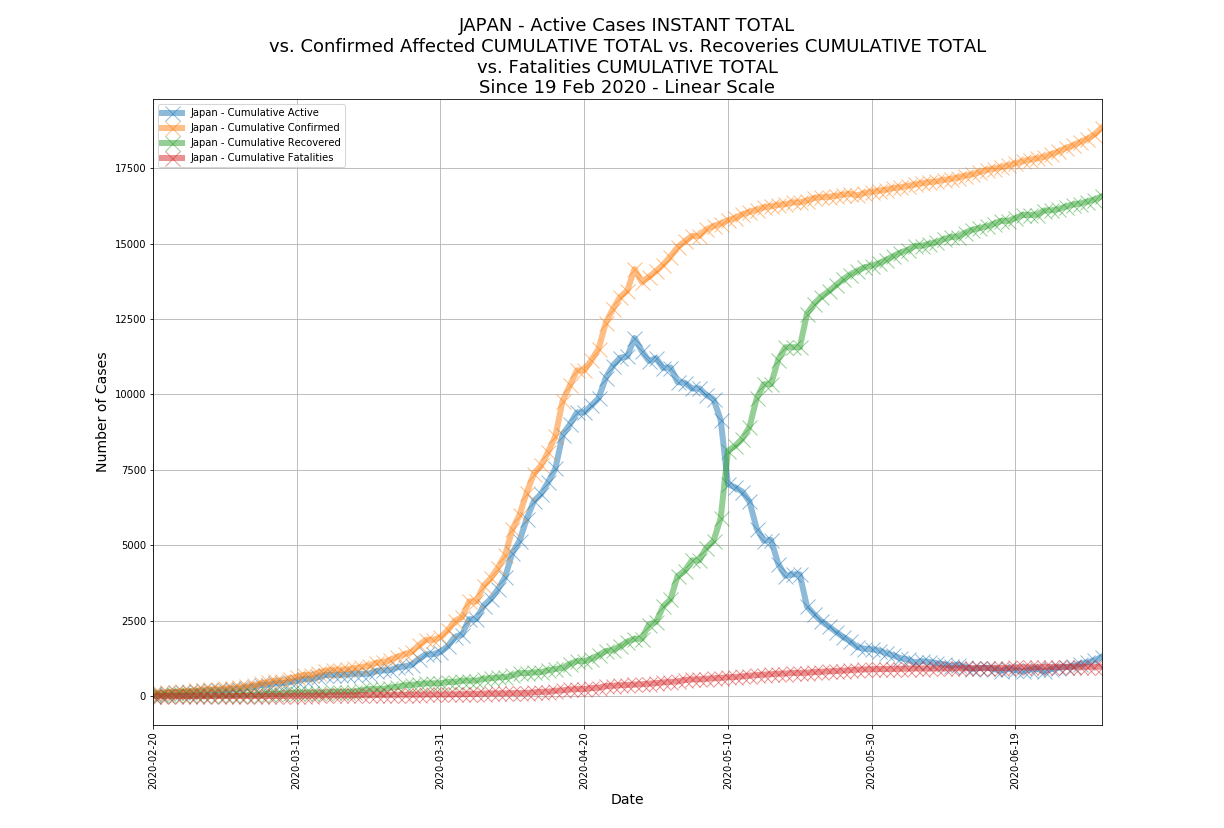 JAPAN - Active Cases INSTANT TOTAL
vs. Confirmed Affected CUMULATIVE TOTAL vs. Recoveries CUMULATIVE TOTAL
vs. Fatalities CUMULATIVE TOTAL
Since 19 Feb 2020 - Linear Scale
Japan - Cumulative Active
Japan - Cumulative Confirmed
Japan - Cumulative Recovered
Japan - Cumulative Fatalities
Number of Cases
17500
15000
12500
10000
7500
5000
2500
0
2020-02-20
2020-03-11
2020-03-31
2020-04-20
2020-05-10
2020-05-30
2020-06-19
Date